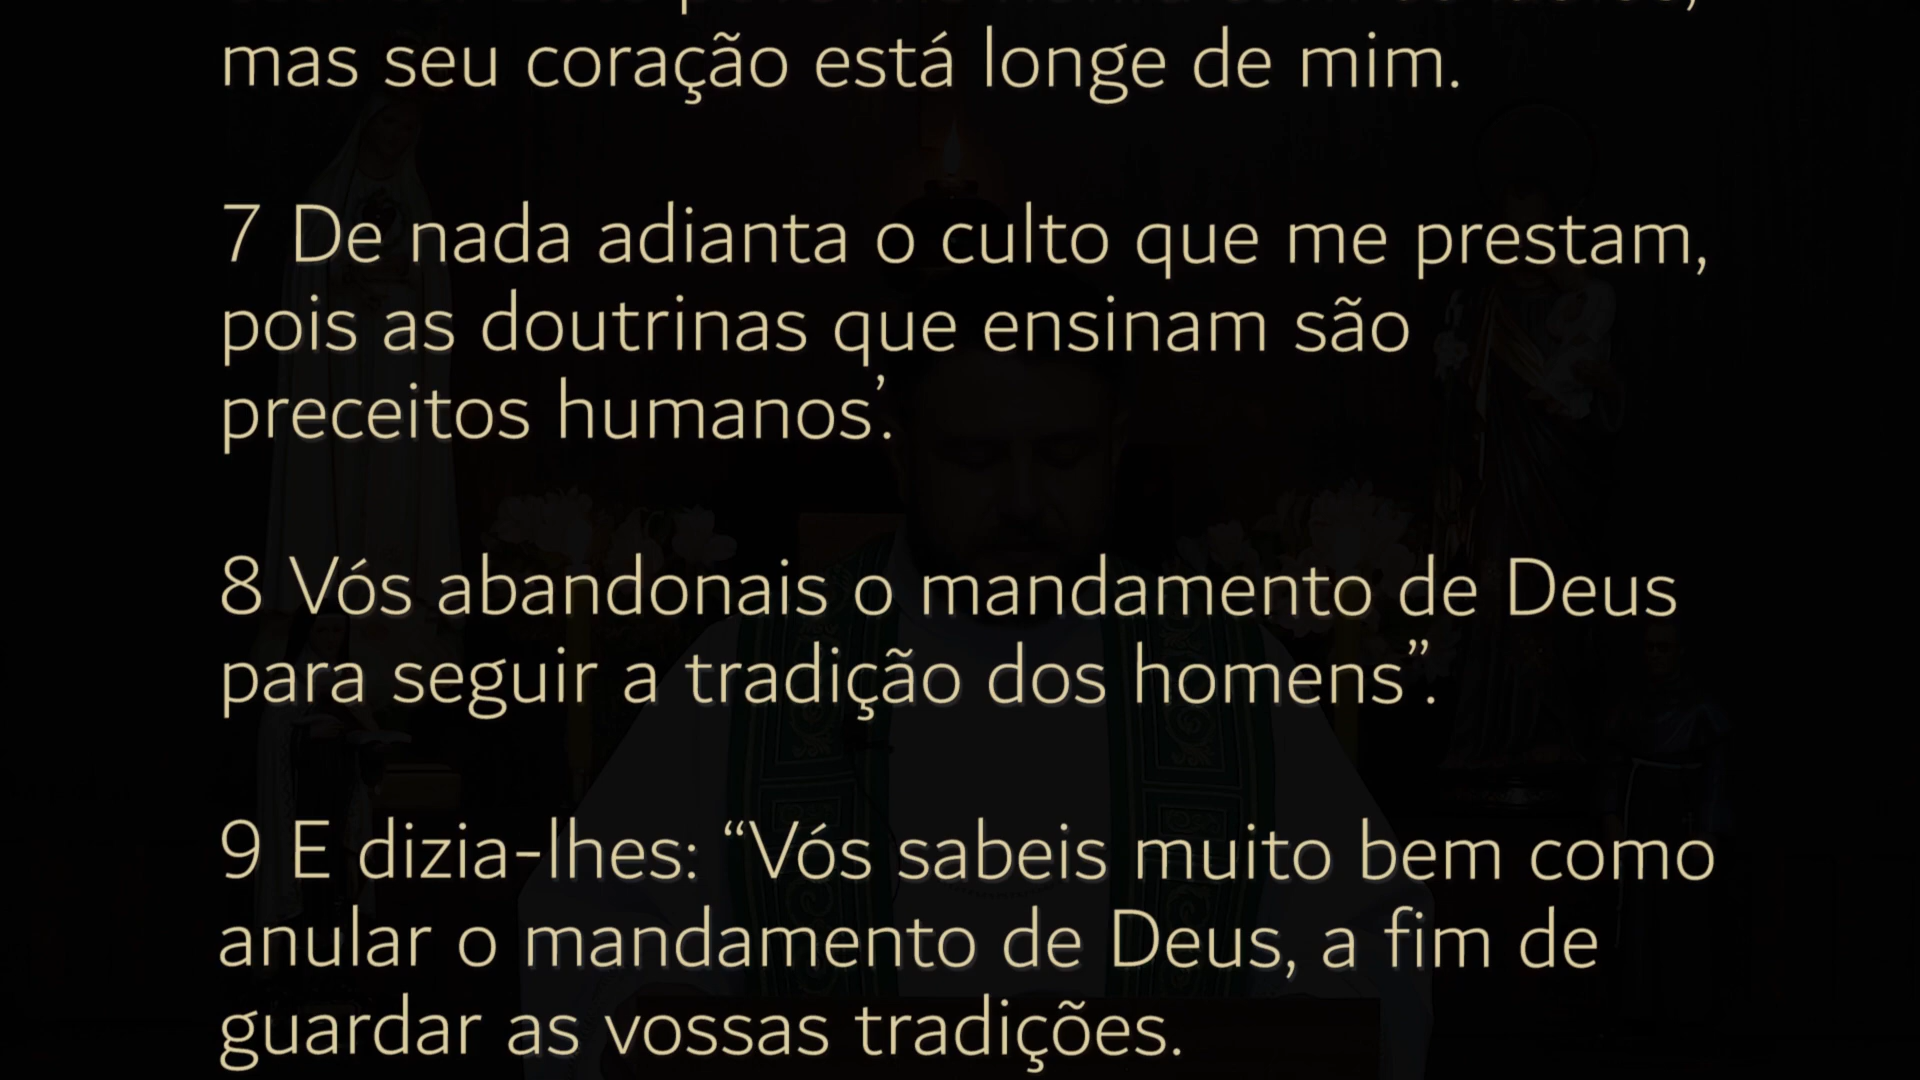 mas seu coração está longe de mim.
7 De nada adianta o culto que me prestam,
pois as doutrinas que ensinam são
preceitos humanos’.
8 Vós abandonais o mandamento de Deus
para seguir a tradição dos homens”.
9 E dizia-lhes: “Vós sabeis muito bem como
anular o mandamento de Deus, a fim de
guardar as vossas tradições.